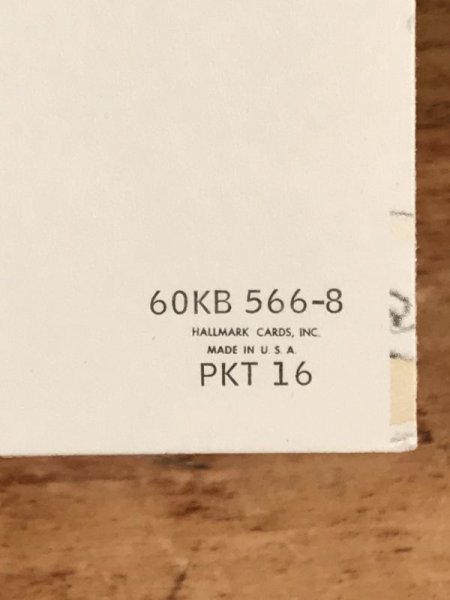 60KB 566-8
HALLMARK CARDS, INC.
MADE IN U. S. A.
PKT 16